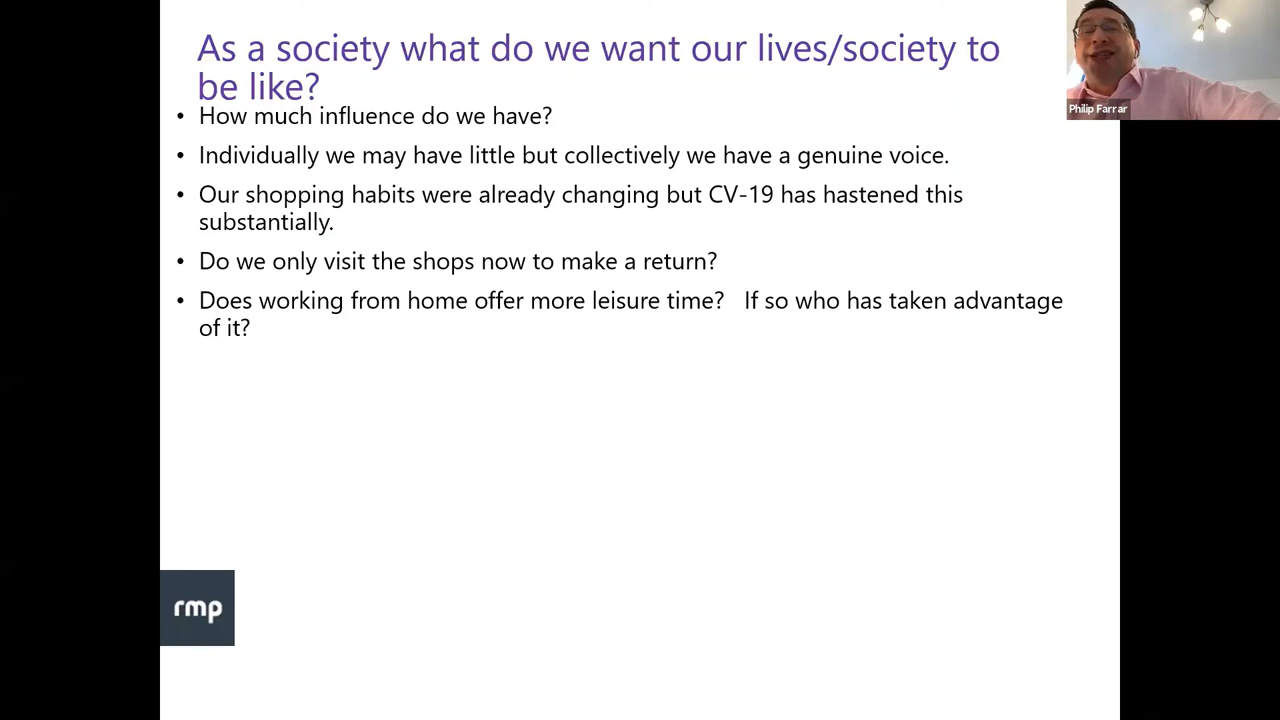 As a society what do we want our lives/society to
be like?
• How much influence do we have?
• Individually we may have little but collectively we have a genuine voice.
• Our shopping habits were already changing but CV-19 has hastened this
substantially.
• Do we only visit the shops now to make a return?
• Does working from home offer more leisure time? If so who has taken advantage
of it?
Philip Farrar
rmp